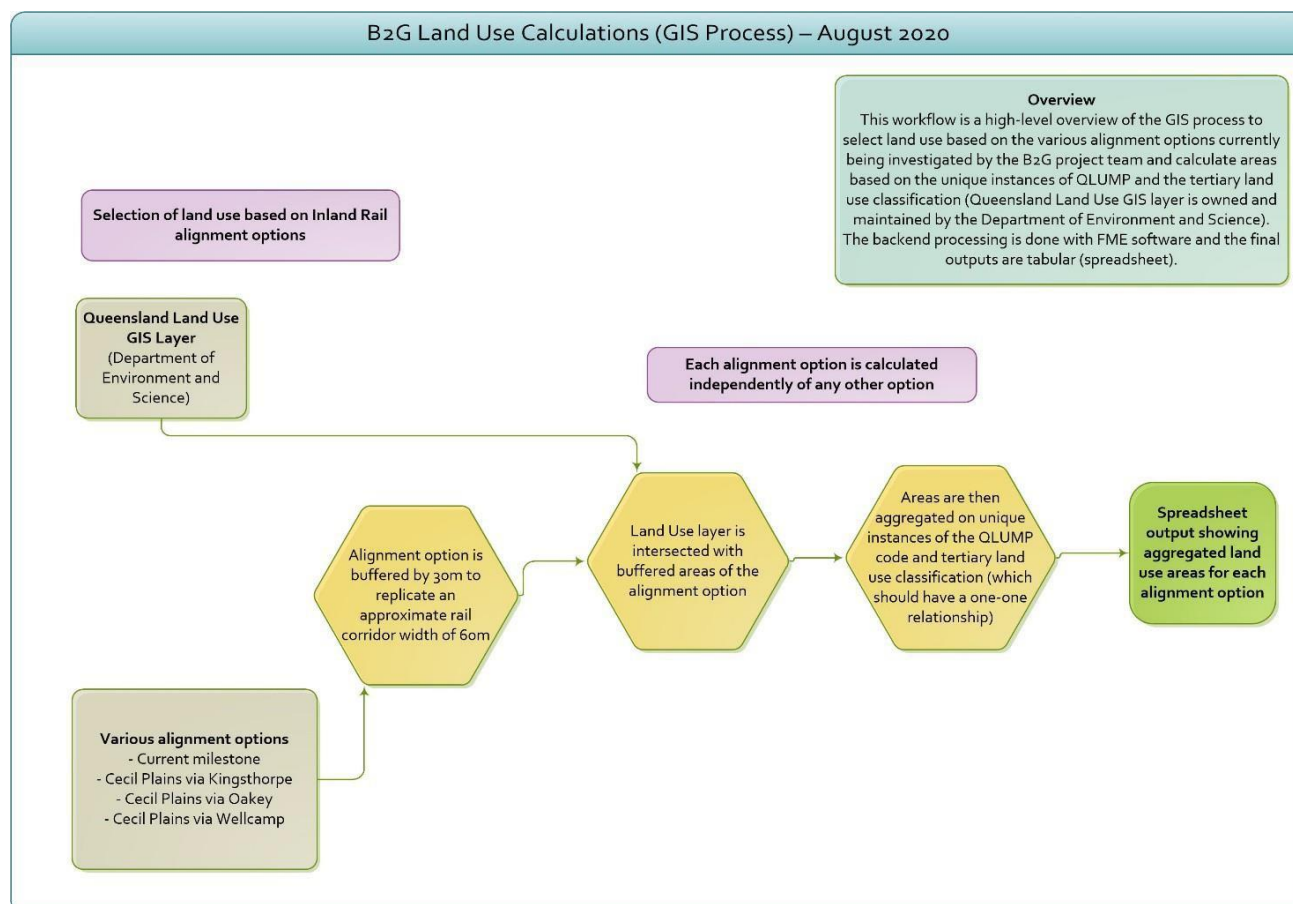 B2G Land Use Calculations (GIS Process) – August 2020
Overview
This workflow is a high-level overview of the GIS process to
select land use based on the various alignment options currently
being investigated by the B2G project team and calculate areas
based on the unique instances of QLUMP and the tertiary land
use classification (Queensland Land Use GIS layer is owned and
maintained by the Department of Environment and Science).
The backend processing is done with FME software and the final
outputs are tabular (spreadsheet).
Selection of land use based on Inland Rail
alignment options
Queensland Land Use
GIS Layer
(Department of
Environment and
Science)
Each alignment option is calculated
independently of any other option
Alignment option is
buffered by 30m to
replicate an
approximate rail
corridor width of 60m
Land Use layer is
intersected with
buffered areas of the
alignment option
Areas are then
aggregated on unique
instances of the QLUMP
code and tertiary land
use classification (which
should have a one-one
relationship)
Spreadsheet
output showing
aggregated land
use areas for each
alignment option
Various alignment options
- Current milestone
- Cecil Plains via Kingsthorpe
- Cecil Plains via Oakey
- Cecil Plains via Wellcamp